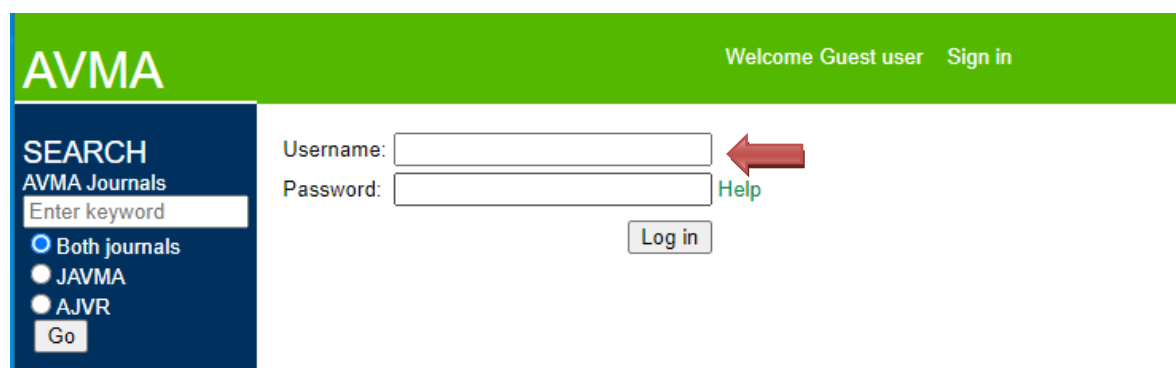 AVMA
Welcome Guest user Sign in
SEARCH
AVMA Journals
Enter keyword
Both journals
JAVMA
AJVR
Go
Username:
Password:
Help
Log in